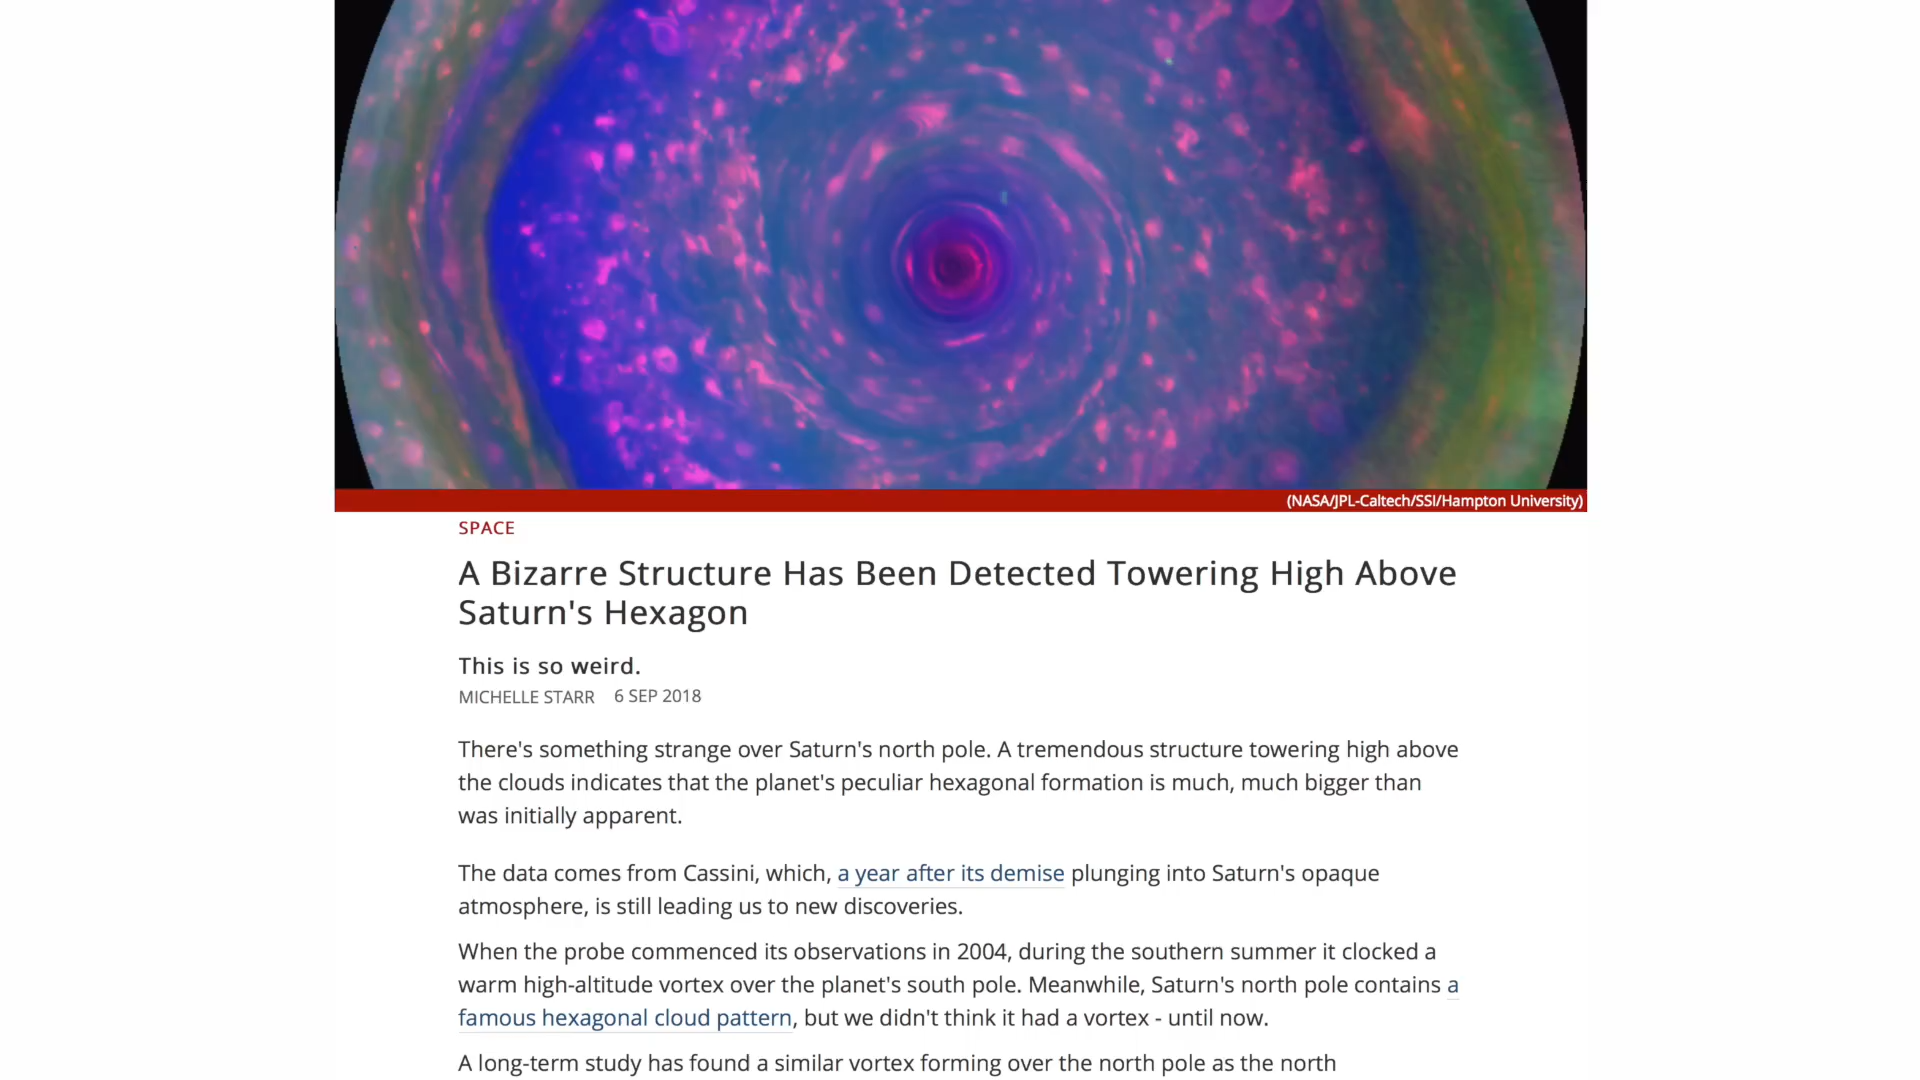 (NASA/JPL-Caltech/SSI/Hampton University)
SPACE
A Bizarre Structure Has Been Detected Towering High Above
Saturn's Hexagon
This is so weird.
MICHELLE STARR 6 SEP 2018
There's something strange over Saturn's north pole. A tremendous structure towering high above
the clouds indicates that the planet's peculiar hexagonal formation is much, much bigger than
was initially apparent.
The data comes from Cassini, which, a year after its demise plunging into Saturn's opaque
atmosphere, is still leading us to new discoveries.
When the probe commenced its observations in 2004, during the southern summer it clocked a
warm high-altitude vortex over the planet's south pole. Meanwhile, Saturn's north pole contains a
famous hexagonal cloud pattern, but we didn't think it had a vortex - until now.
A long-term study has found a similar vortex forming over the north pole as the north